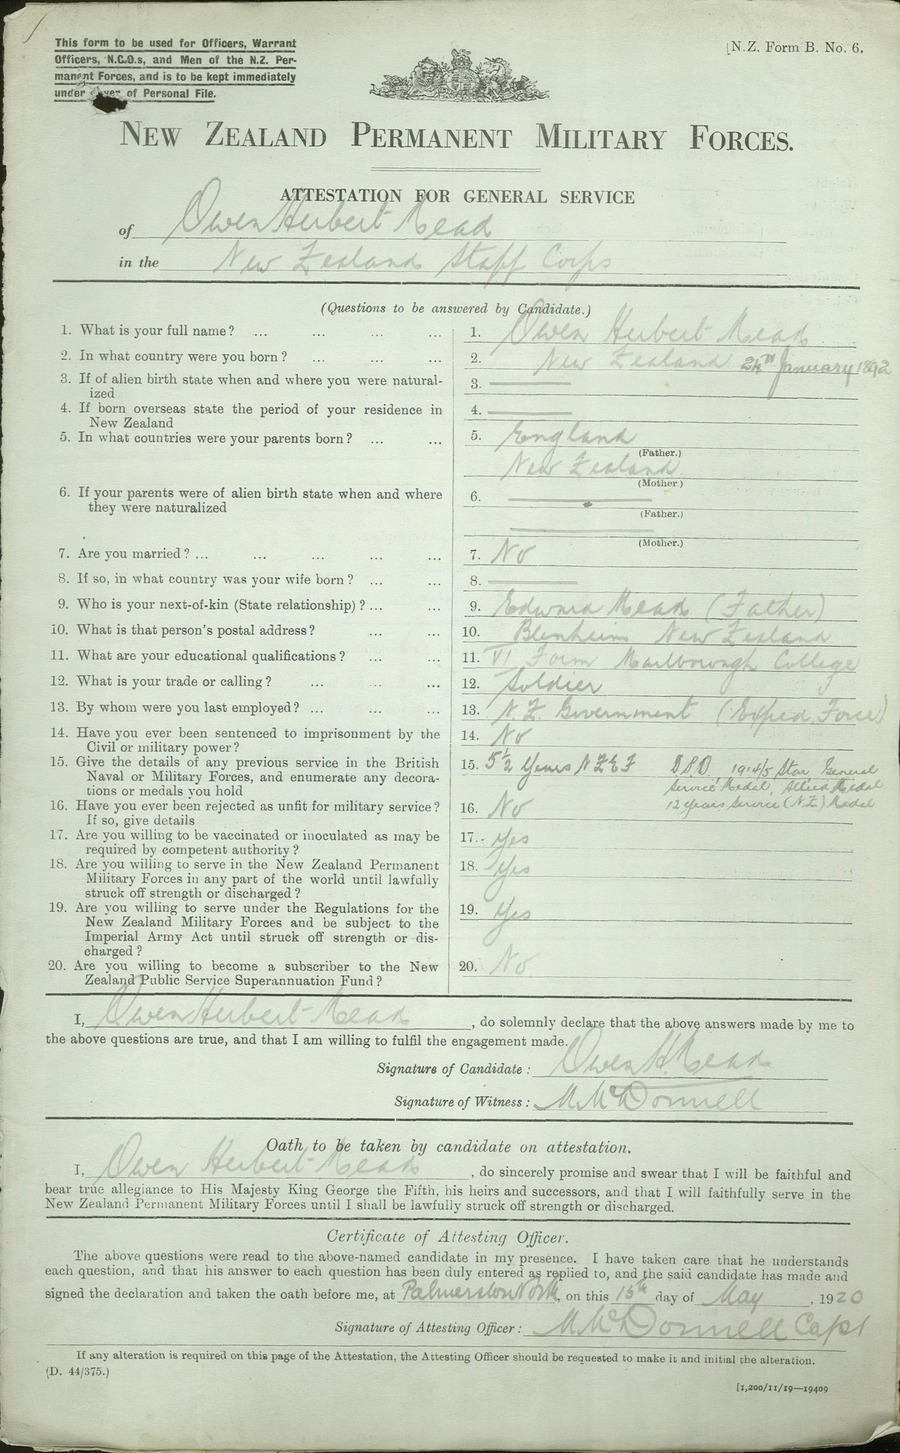 This form to be used for Officers, Warrant
Officers, N.C.O.s, and Men of the N.Z. Per-
manent Forces, and is to be kept immediately
under of Personal File.
[N.Z. Form B. No. 6.
NEW ZEALAND PERMANENT MILITARY FORCES.
ATTESTATION FOR GENERAL SERVICE
of Owen Herbert Mead
in the New Zealand Staff Corps
(Questions to be answered by Candidate.)
1. What is your full name? ... ... ... ... 1. Owen Herbert Mead
2. In what country were you born? ... ... ... 2. New Zealand 24th January 1892
3. If of alien birth state when and where you were natural- 3.
ized
4. If born overseas state the period of your residence in 4.
New Zealand
5. In what countries were your parents born? ... ... 5. England
(Father.)
New Zealand
(Mother.)
6. If your parents were of alien birth state when and where 6.
they were naturalized
(Father.)
(Mother.)
7. Are you married? ... ... ... ... ... 7. No
8. If so, in what country was your wife born? ... ... 8.
9. Who is your next-of-kin (State relationship)? ... ... 9. Edward Mead (Father)
10. What is that person's postal address? ... ... 10. Blenheim New Zealand
11. What are your educational qualifications? ... ... 11. VI Form Marlborough College
12. What is your trade or calling? ... ... ... 12. Soldier
13. By whom were you last employed? ... ... ... 13. N.Z. Government (Exped. Force)
14. Have you ever been sentenced to imprisonment by the 14. No
Civil or military power?
15. Give the details of any previous service in the British 15. 5½ Years N.Z.E.F D.S.O. 1914/5 Star General
Naval or Military Forces, and enumerate any decora- Service Medal, Allied Medal
tions or medals you hold 12 years Service (N.Z.) Medal
16. Have you ever been rejected as unfit for military service? 16. No
If so, give details
17. Are you willing to be vaccinated or inoculated as may be 17. Yes
required by competent authority?
18. Are you willing to serve in the New Zealand Permanent 18. Yes
Military Forces in any part of the world until lawfully
struck off strength or discharged?
19. Are you willing to serve under the Regulations for the 19. Yes
New Zealand Military Forces and be subject to the
Imperial Army Act until struck off strength or dis-
charged?
20. Are you willing to become a subscriber to the New 20. No
Zealand Public Service Superannuation Fund?
I, Owen Herbert Mead, do solemnly declare that the above answers made by me to
the above questions are true, and that I am willing to fulfil the engagement made.
Signature of Candidate: Owen H. Mead
Signature of Witness: M McDonnell
Oath to be taken by candidate on attestation.
I, Owen Herbert Mead, do sincerely promise and swear that I will be faithful and
bear true allegiance to His Majesty King George the Fifth, his heirs and successors, and that I will faithfully serve in the
New Zealand Permanent Military Forces until I shall be lawfully struck off strength or discharged.
Certificate of Attesting Officer.
The above questions were read to the above-named candidate in my presence. I have taken care that he understands
each question, and that his answer to each question has been duly entered as replied to, and the said candidate has made and
signed the declaration and taken the oath before me, at Palmerston Nth, on this 15th day of May, 1920
Signature of Attesting Officer: M McDonnell Capt
If any alteration is required on this page of the Attestation, the Attesting Officer should be requested to make it and initial the alteration.
(D. 44/375.)
[1,200/11/19—19409